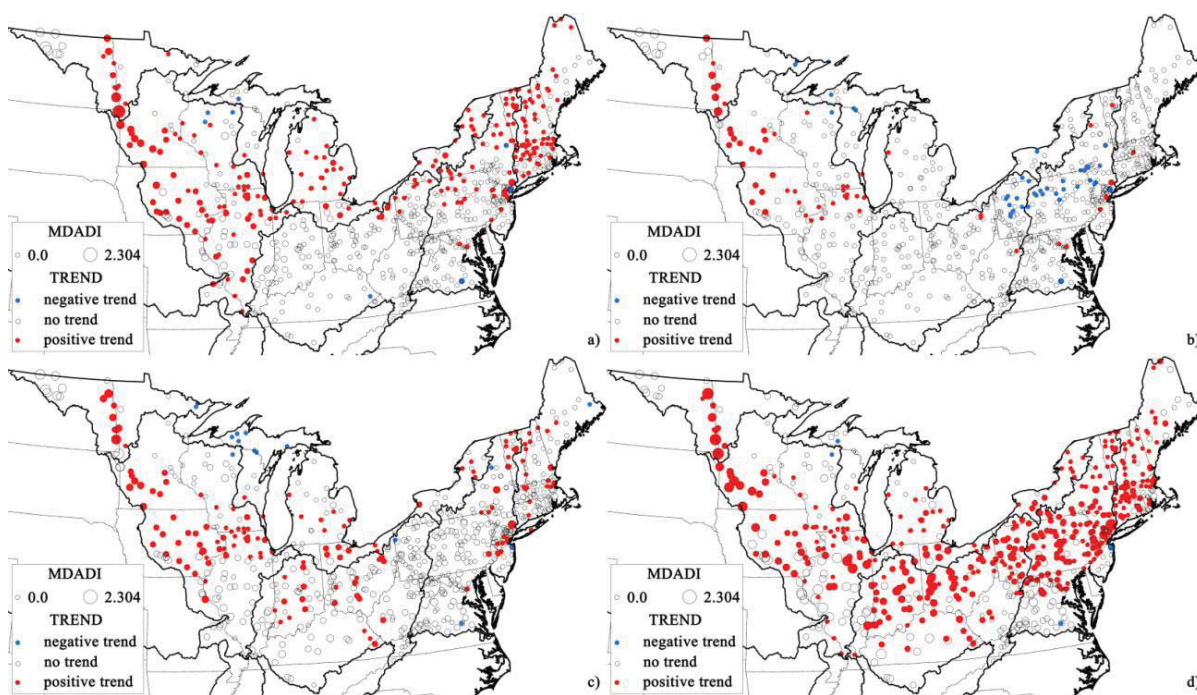 MDADI
0.0 2.304
TREND
negative trend
no trend
positive trend
a)
MDADI
0.0 2.304
TREND
negative trend
no trend
positive trend
b)
MDADI
0.0 2.304
TREND
negative trend
no trend
positive trend
c)
MDADI
0.0 2.304
TREND
negative trend
no trend
positive trend
d)